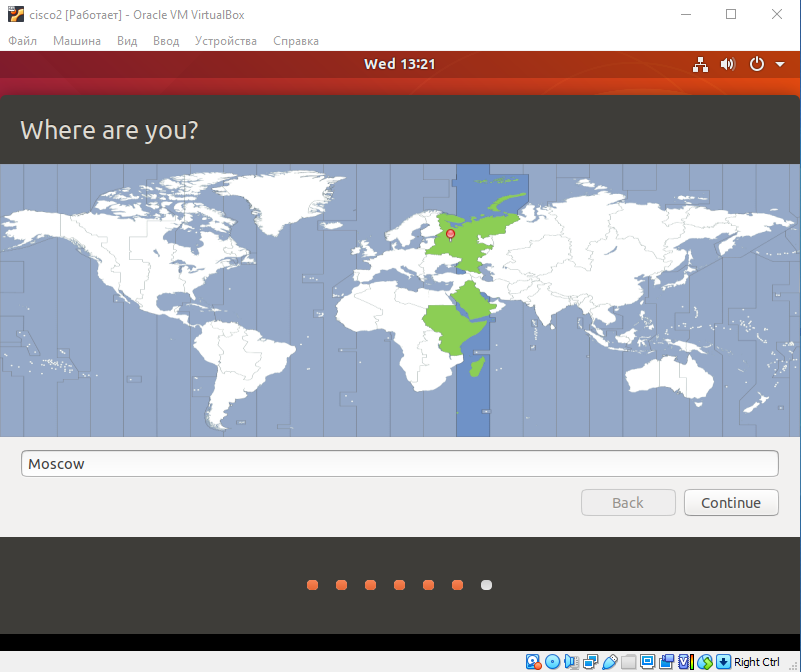 cisco2 [Работает] - Oracle VM VirtualBox
Файл Машина Вид Ввод Устройства Справка
Wed 13:21
Where are you?
Moscow
Back Continue
Right Ctrl